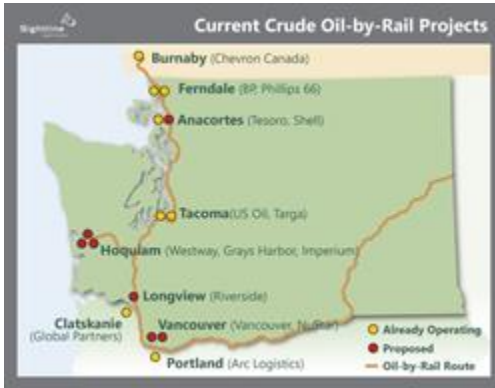 Sightline
Current Crude Oil-by-Rail Projects
Burnaby (Chevron Canada)
Ferndale (BP, Phillips 66)
Anacortes (Tesoro, Shell)
Tacoma(US Oil, Targa)
Hoquiam (Westway, Grays Harbor, Imperium)
Longview (Riverside)
Clatskanie
(Global Partners)
Vancouver (Vancouver, NuStar)
Portland (Arc Logistics)
Already Operating
Proposed
Oil-by-Rail Route